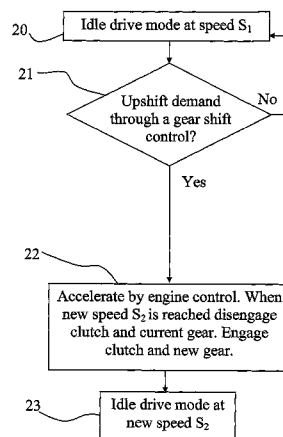 20
Idle drive mode at speed S₁
21
Upshift demand
through a gear shift
control?
No
Yes
22
Accelerate by engine control. When
new speed S₂ is reached disengage
clutch and current gear. Engage
clutch and new gear.
23
Idle drive mode at
new speed S₂